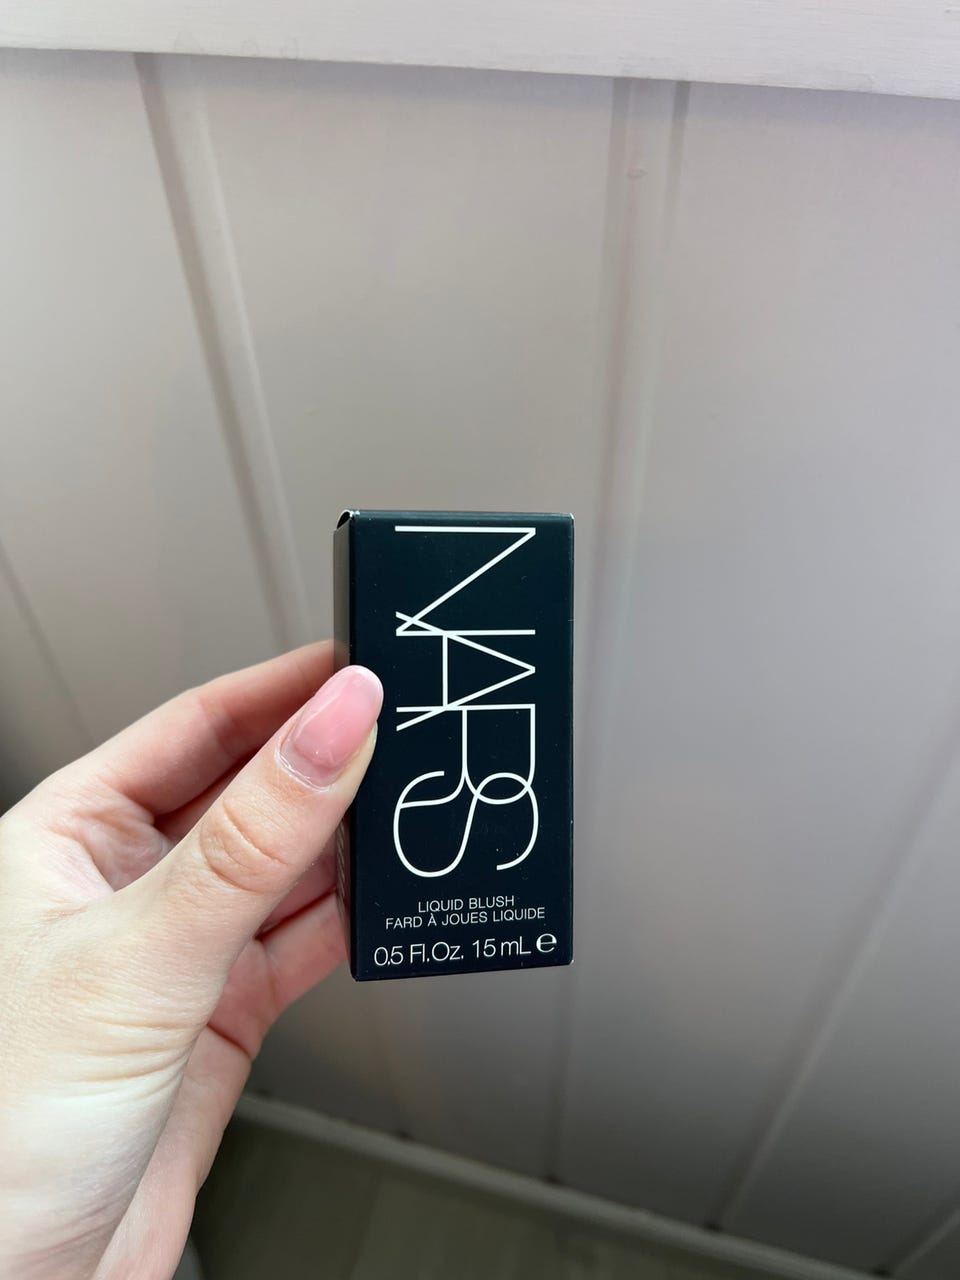 NARS
LIQUID BLUSH
FARD À JOUES LIQUIDE
0.5 Fl.Oz. 15 mL ℮